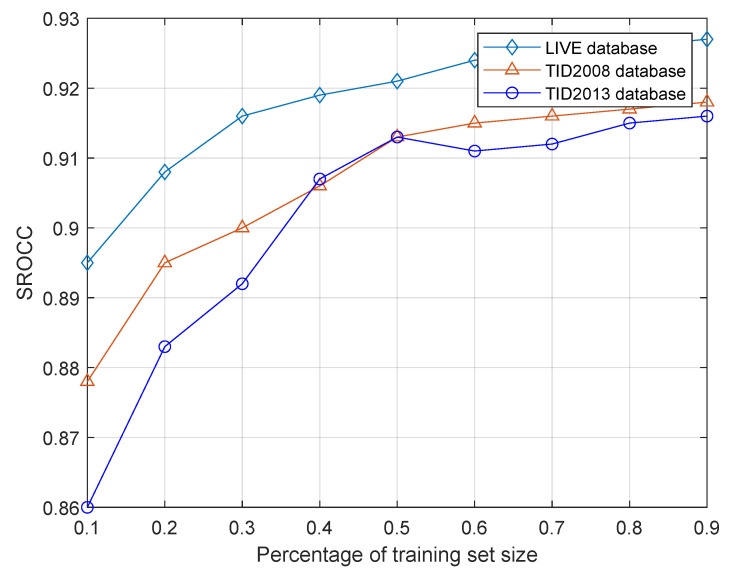 0.93
0.92
0.91
0.9
0.89
0.88
0.87
0.86
SROCC
LIVE database
TID2008 database
TID2013 database
0.1 0.2 0.3 0.4 0.5 0.6 0.7 0.8 0.9
Percentage of training set size